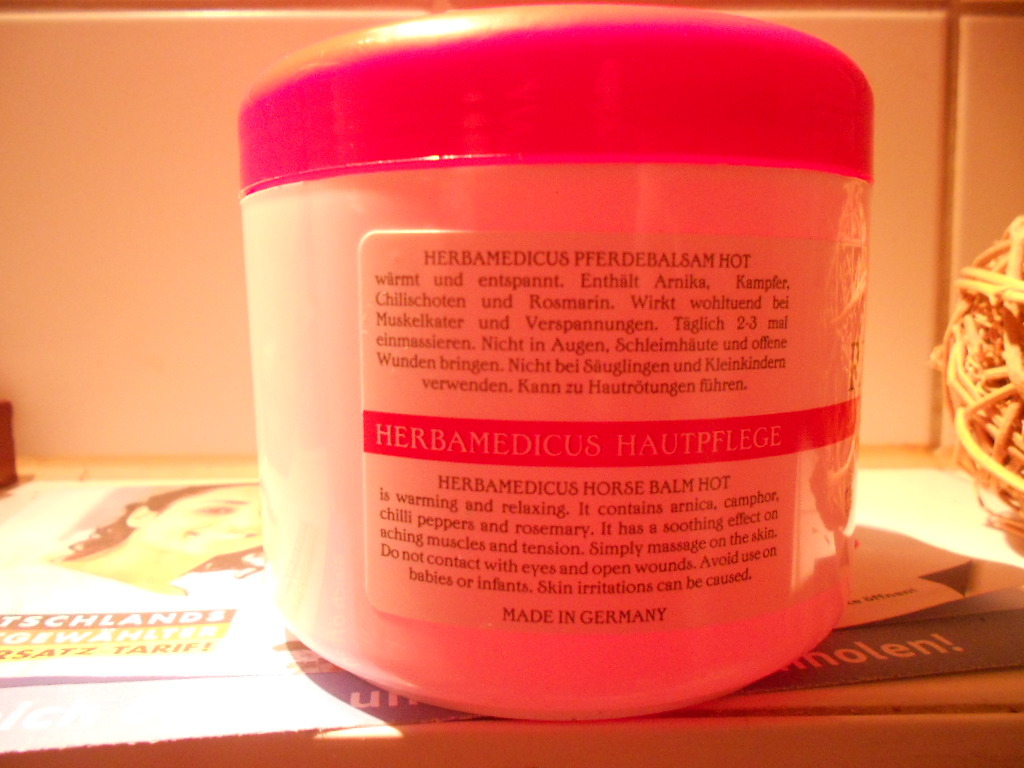 HERBAMEDICUS PFERDEBALSAM HOT
wärmt und entspannt. Enthält Arnika, Kampfer,
Chilischoten und Rosmarin. Wirkt wohltuend bei
Muskelkater und Verspannungen. Täglich 2-3 mal
einmassieren. Nicht in Augen, Schleimhäute und offene
Wunden bringen. Nicht bei Säuglingen und Kleinkindern
verwenden. Kann zu Hautrötungen führen.
HERBAMEDICUS HAUTPFLEGE
HERBAMEDICUS HORSE BALM HOT
is warming and relaxing. It contains arnica, camphor,
chilli peppers and rosemary. It has a soothing effect on
aching muscles and tension. Simply massage on the skin.
Do not contact with eyes and open wounds. Avoid use on
babies or infants. Skin irritations can be caused.
MADE IN GERMANY
TSCHLANDS
GEWÄHLTER
RSATZ-TARIF!
öffnen!
ich
un
holen!